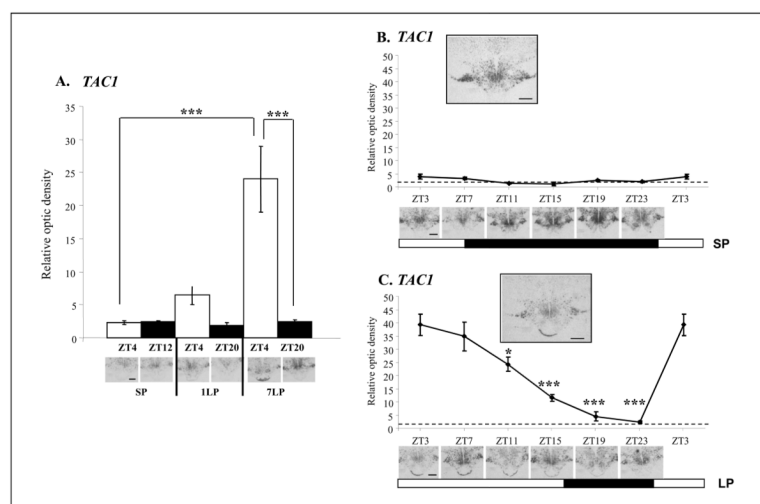 A. TAC1
Relative optic density
35
30
25
20
15
10
5
0
*** ***
ZT4 ZT12 ZT4 ZT20 ZT4 ZT20
SP 1LP 7LP
B. TAC1
Relative optic density
50
45
40
35
30
25
20
15
10
5
0
ZT3 ZT7 ZT11 ZT15 ZT19 ZT23 ZT3
SP
C. TAC1
Relative optic density
50
45
40
35
30
25
20
15
10
5
0
* *** *** ***
ZT3 ZT7 ZT11 ZT15 ZT19 ZT23 ZT3
LP